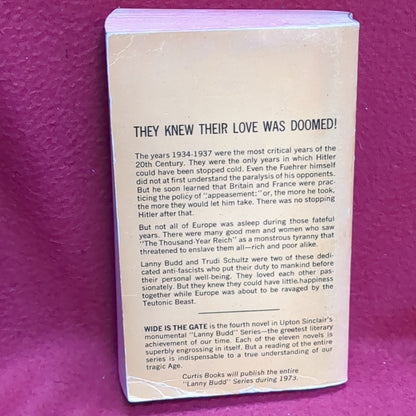 THEY KNEW THEIR LOVE WAS DOOMED!
The years 1934-1937 were the most critical years of the
20th Century. They were the only years in which Hitler
could have been stopped cold. Even the Fuehrer himself
did not at first understand the paralysis of his opponents.
But he soon learned that Britain and France were prac-
ticing the policy of "appeasement;" or, the more he took,
the more they would let him take. There was no stopping
Hitler after that.
But not all of Europe was asleep during those fateful
years. There were many good men and women who saw
"The Thousand-Year Reich" as a monstrous tyranny that
threatened to enslave them all—rich and poor alike.
Lanny Budd and Trudi Schultz were two of these dedi-
cated anti-fascists who put their duty to mankind before
their personal well-being. They loved each other pas-
sionately. But they knew they could have little happiness
together while Europe was about to be ravaged by the
Teutonic Beast.
WIDE IS THE GATE is the fourth novel in Upton Sinclair's
monumental "Lanny Budd" Series—the greatest literary
achievement of our time. Each of the eleven novels is
superbly engrossing in itself. But a reading of the entire
series is indispensable to a true understanding of our
tragic Age.
Curtis Books will publish the entire
"Lanny Budd" Series during 1973.